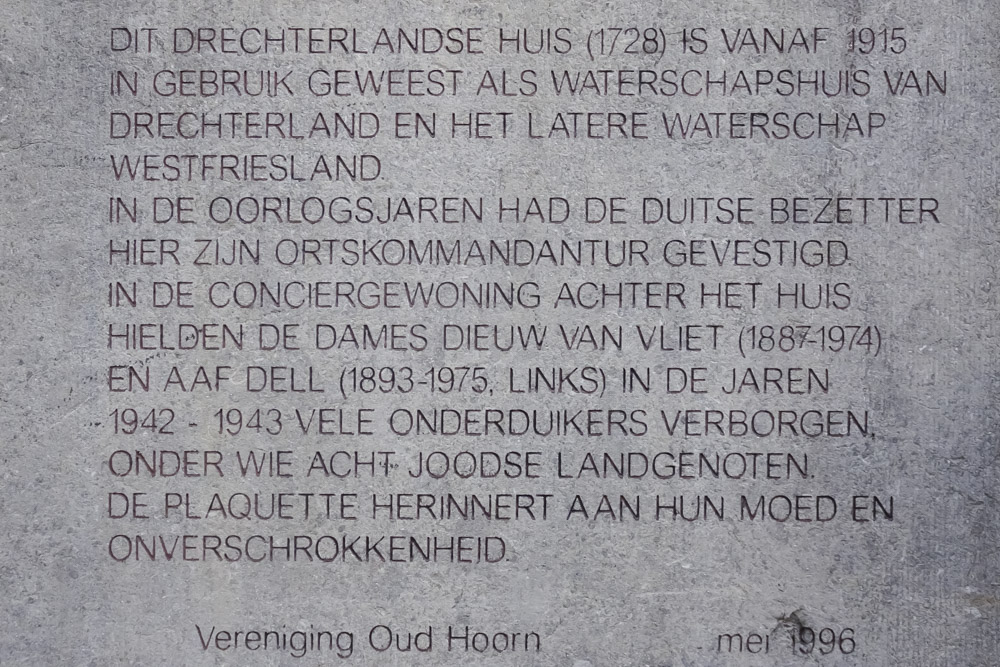 DIT DRECHTERLANDSE HUIS (1728) IS VANAF 1915
IN GEBRUIK GEWEEST ALS WATERSCHAPSHUIS VAN
DRECHTERLAND EN HET LATERE WATERSCHAP
WESTFRIESLAND.
IN DE OORLOGSJAREN HAD DE DUITSE BEZETTER
HIER ZIJN ORTSKOMMANDANTUR GEVESTIGD.
IN DE CONCIERGEWONING ACHTER HET HUIS
HIELDEN DE DAMES DIEUW VAN VLIET (1887-1974)
EN AAF DELL (1893-1975, LINKS) IN DE JAREN
1942 - 1943 VELE ONDERDUIKERS VERBORGEN,
ONDER WIE ACHT JOODSE LANDGENOTEN.
DE PLAQUETTE HERINNERT AAN HUN MOED EN
ONVERSCHROKKENHEID.
Vereniging Oud Hoorn mei 1996